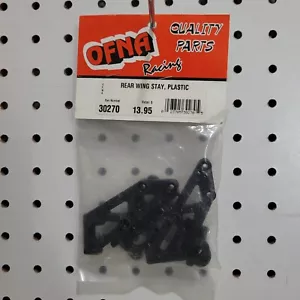 OFNA
Racing
QUALITY
PARTS
REAR WING STAY, PLASTIC
30270
13.95